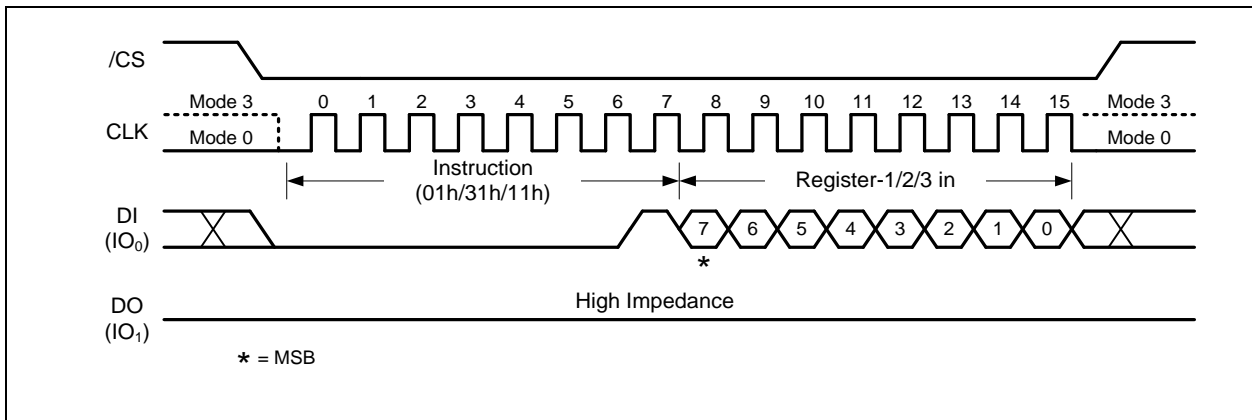 /CS
Mode 3 0 1 2 3 4 5 6 7 8 9 10 11 12 13 14 15 Mode 3
CLK
Mode 0 Mode 0
Instruction
(01h/31h/11h)
Register-1/2/3 in
DI
(IO₀)
7 6 5 4 3 2 1 0
*
High Impedance
DO
(IO₁)
* = MSB